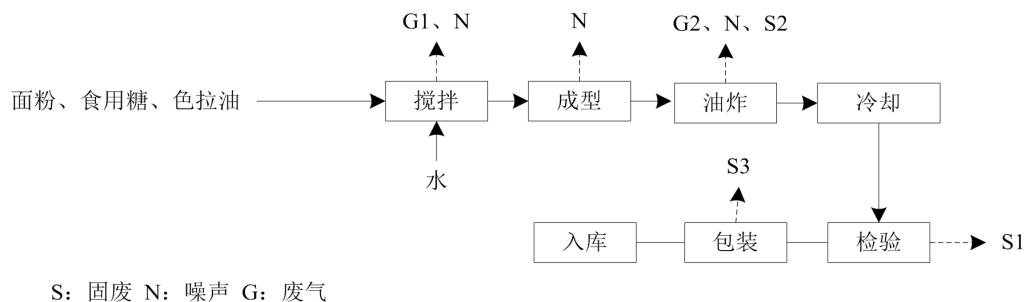 G1、N
N
G2、N、S2
面粉、食用糖、色拉油
搅拌
成型
油炸
冷却
水
S3
入库
包装
检验
S1
S：固废 N：噪声 G：废气